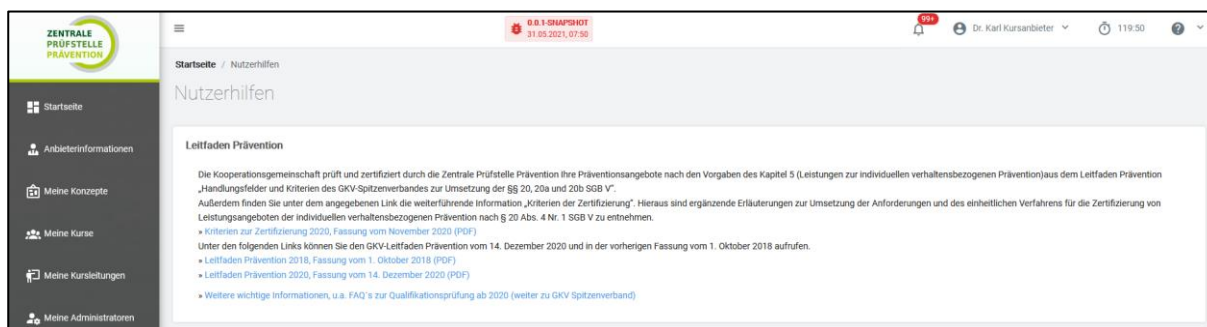 ZENTRALE
PRÜFSTELLE
PRÄVENTION
0.0.1-SNAPSHOT
31.05.2021, 07:50
99+
Dr. Karl Kursanbieter
119:50
Startseite / Nutzerhilfen
Nutzerhilfen
Startseite
Anbieterinformationen
Meine Konzepte
Meine Kurse
Meine Kursleitungen
Meine Administratoren
Leitfaden Prävention
Die Kooperationsgemeinschaft prüft und zertifiziert durch die Zentrale Prüfstelle Prävention Ihre Präventionsangebote nach den Vorgaben des Kapitel 5 (Leistungen zur individuellen verhaltensbezogenen Prävention)aus dem Leitfaden Prävention
„Handlungsfelder und Kriterien des GKV-Spitzenverbandes zur Umsetzung der §§ 20, 20a und 20b SGB V“.
Außerdem finden Sie unter dem angegebenen Link die weiterführende Information „Kriterien der Zertifizierung“. Hieraus sind ergänzende Erläuterungen zur Umsetzung der Anforderungen und des einheitlichen Verfahrens für die Zertifizierung von
Leistungsangeboten der individuellen verhaltensbezogenen Prävention nach § 20 Abs. 4 Nr. 1 SGB V zu entnehmen.
» Kriterien zur Zertifizierung 2020, Fassung vom November 2020 (PDF)
Unter den folgenden Links können Sie den GKV-Leitfaden Prävention vom 14. Dezember 2020 und in der vorherigen Fassung vom 1. Oktober 2018 aufrufen.
» Leitfaden Prävention 2018, Fassung vom 1. Oktober 2018 (PDF)
» Leitfaden Prävention 2020, Fassung vom 14. Dezember 2020 (PDF)
» Weitere wichtige Informationen, u.a. FAQ´s zur Qualifikationsprüfung ab 2020 (weiter zu GKV Spitzenverband)